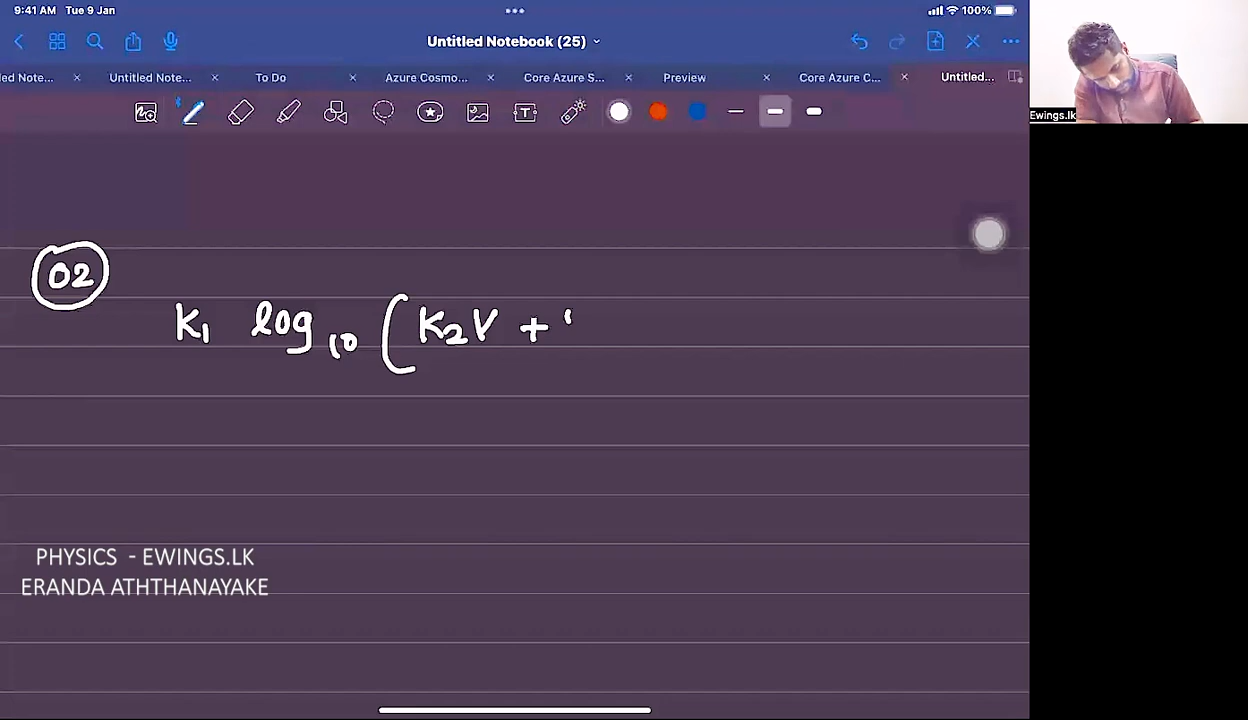 9:41 AM Tue 9 Jan
100%
Untitled Notebook (25)
led Note...
Untitled Note...
To Do
Azure Cosmo...
Core Azure S...
Preview
Core Azure C...
Untitled...
T
Ewings.lk
02
K₁ log₁₀ (K₂V +
PHYSICS - EWINGS.LK
ERANDA ATHTHANAYAKE